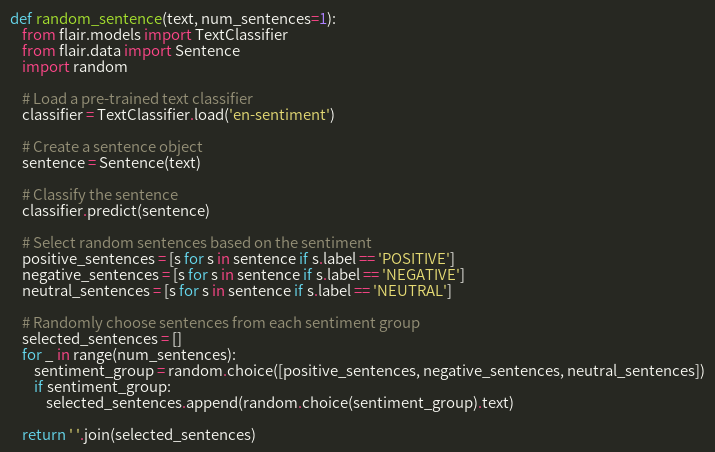 def random_sentence(text, num_sentences=1):
    from flair.models import TextClassifier
    from flair.data import Sentence
    import random

    # Load a pre-trained text classifier
    classifier = TextClassifier.load('en-sentiment')

    # Create a sentence object
    sentence = Sentence(text)

    # Classify the sentence
    classifier.predict(sentence)

    # Select random sentences based on the sentiment
    positive_sentences = [s for s in sentence if s.label == 'POSITIVE']
    negative_sentences = [s for s in sentence if s.label == 'NEGATIVE']
    neutral_sentences = [s for s in sentence if s.label == 'NEUTRAL']

    # Randomly choose sentences from each sentiment group
    selected_sentences = []
    for _ in range(num_sentences):
        sentiment_group = random.choice([positive_sentences, negative_sentences, neutral_sentences])
        if sentiment_group:
            selected_sentences.append(random.choice(sentiment_group).text)

    return ' '.join(selected_sentences)